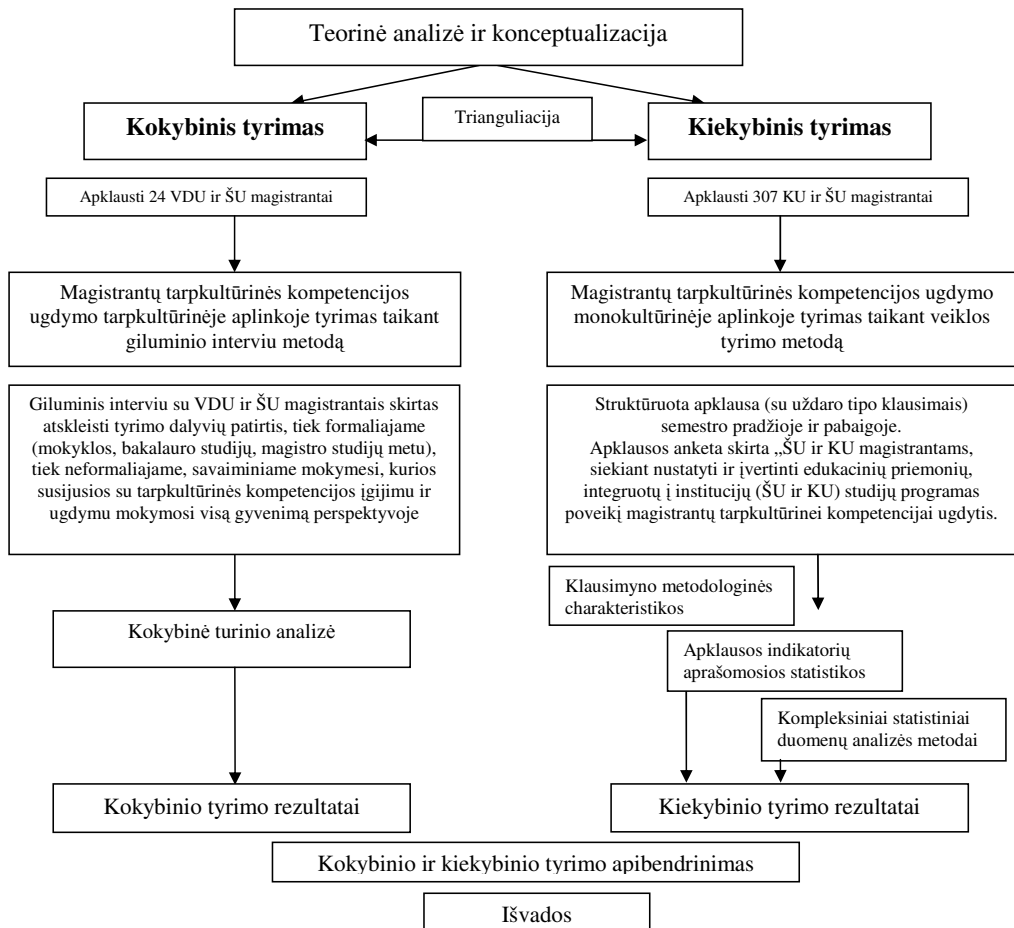 Teorinė analizė ir konceptualizacija
Kokybinis tyrimas
Trianguliacija
Kiekybinis tyrimas
Apklausti 24 VDU ir ŠU magistrantai
Apklausti 307 KU ir ŠU magistrantai
Magistrantų tarpkultūrinės kompetencijos
ugdymo tarpkultūrinėje aplinkoje tyrimas taikant
giluminio interviu metodą
Magistrantų tarpkultūrinės kompetencijos ugdymo
monokultūrinėje aplinkoje tyrimas taikant veiklos
tyrimo metodą
Giluminis interviu su VDU ir ŠU magistrantais skirtas
atskleisti tyrimo dalyvių patirtis, tiek formaliajame
(mokyklos, bakalauro studijų, magistro studijų metu),
tiek neformaliajame, savaiminiame mokymesi, kurios
susijusios su tarpkultūrinės kompetencijos įgijimu ir
ugdymu mokymosi visą gyvenimą perspektyvoje
Struktūruota apklausa (su uždaro tipo klausimais)
semestro pradžioje ir pabaigoje.
Apklausos anketa skirta „ŠU ir KU magistrantams,
siekiant nustatyti ir įvertinti edukacinių priemonių,
integruotų į institucijų (ŠU ir KU) studijų programas
poveikį magistrantų tarpkultūrinei kompetencijai ugdytis.
Klausimyno metodologinės
charakteristikos
Kokybinė turinio analizė
Apklausos indikatorių
aprašomosios statistikos
Kompleksiniai statistiniai
duomenų analizės metodai
Kokybinio tyrimo rezultatai
Kiekybinio tyrimo rezultatai
Kokybinio ir kiekybinio tyrimo apibendrinimas
Išvados